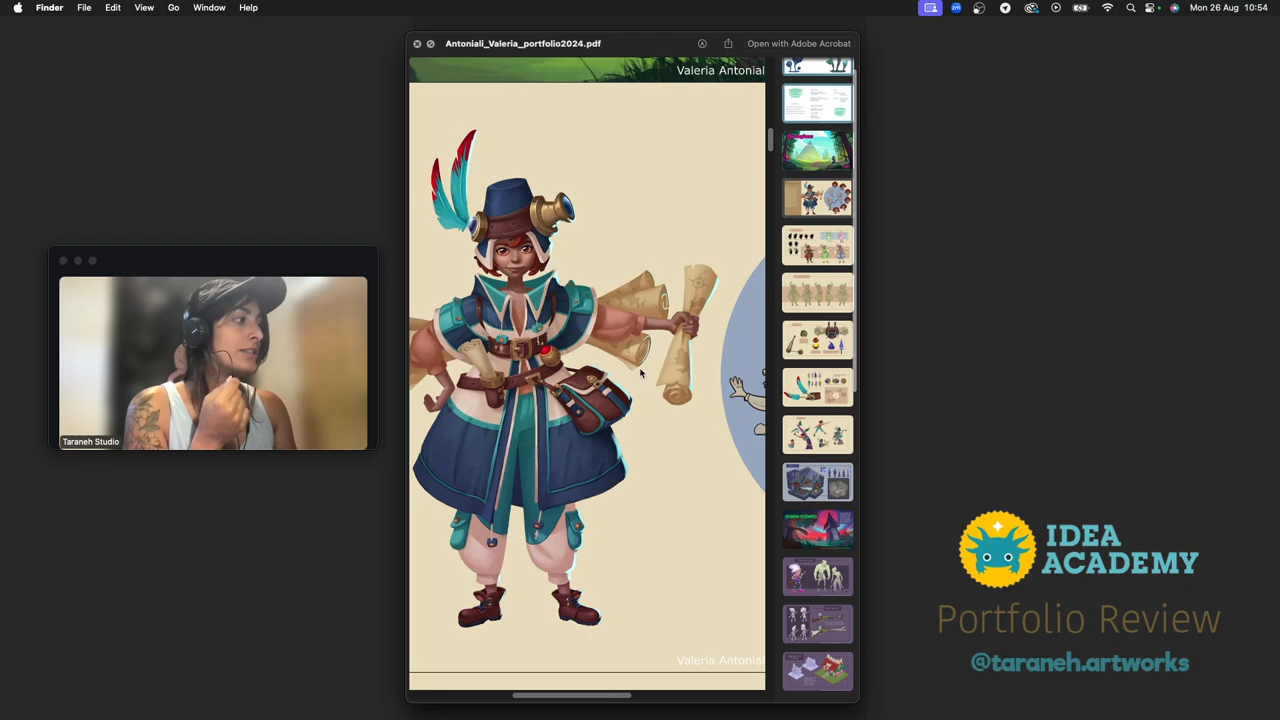 Finder File Edit View Go Window Help
Mon 26 Aug 10:54
Antoniali_Valeria_portfolio2024.pdf
Open with Adobe Acrobat
Valeria Antonial
Taraneh Studio
IDEA
ACADEMY
Portfolio Review
@taraneh.artworks
Valeria Antonial